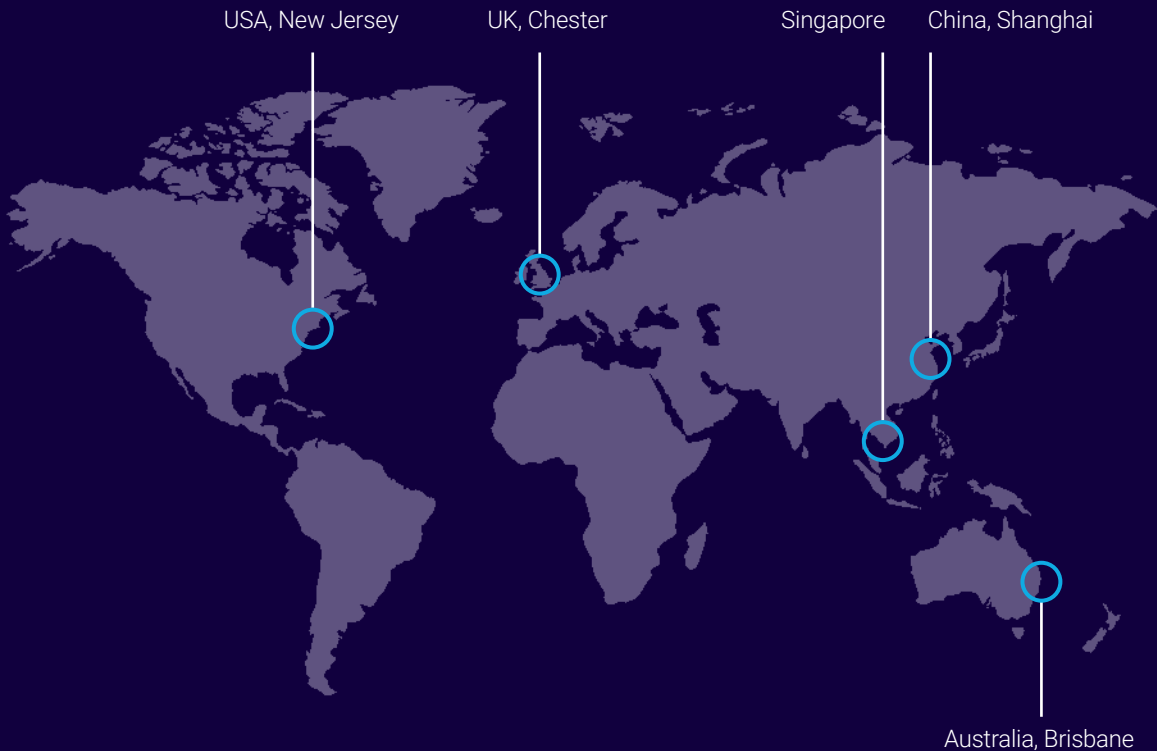 USA, New Jersey
UK, Chester
Singapore
China, Shanghai
Australia, Brisbane